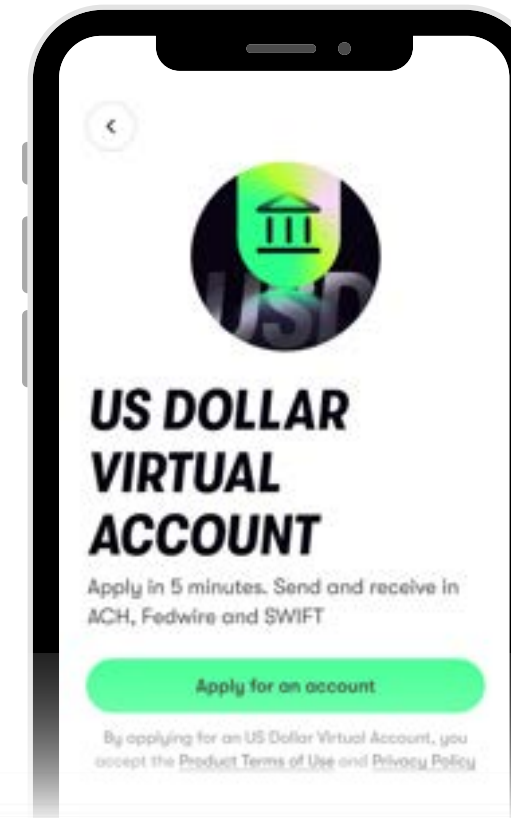 USD
US DOLLAR
VIRTUAL
ACCOUNT
Apply in 5 minutes. Send and receive in
ACH, Fedwire and SWIFT
Apply for an account
By applying for an US Dollar Virtual Account, you
accept the Product Terms of Use and Privacy Policy